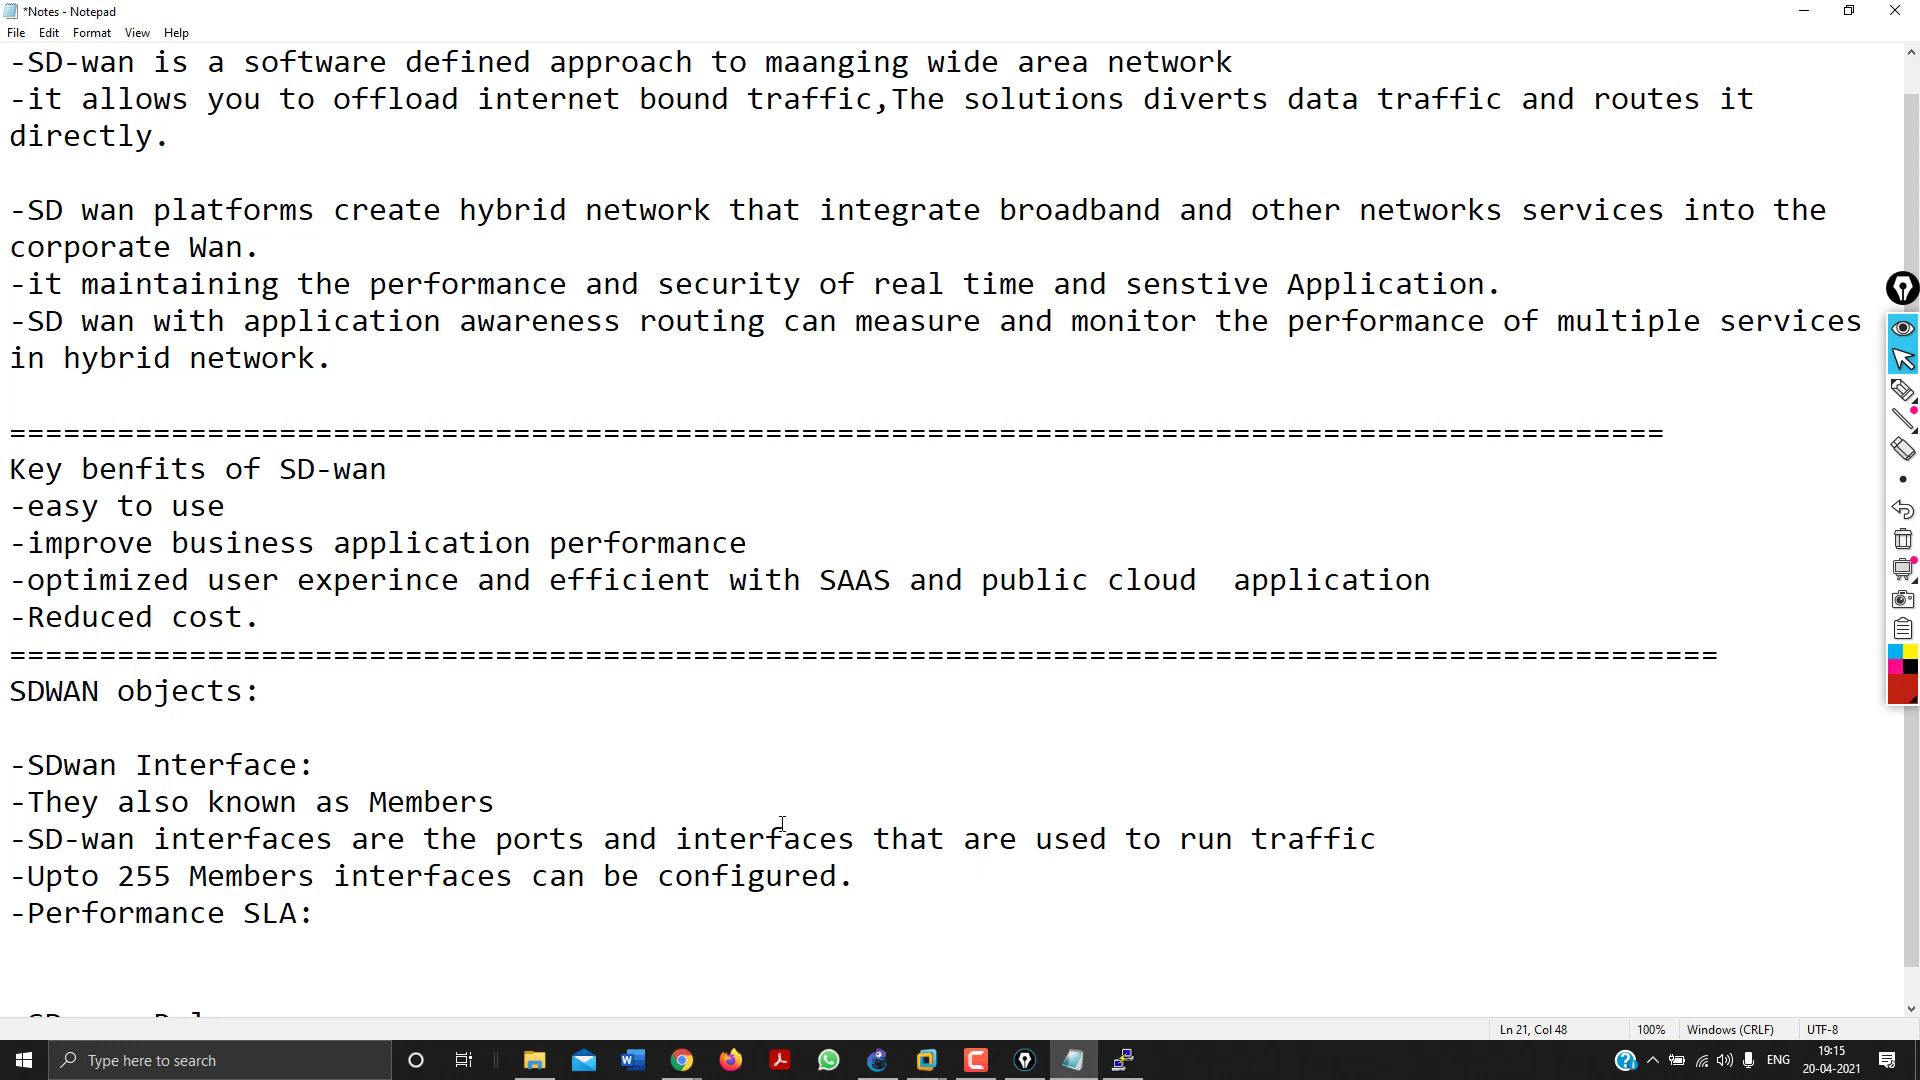 *Notes - Notepad
File Edit Format View Help
-SD-wan is a software defined approach to maanging wide area network
-it allows you to offload internet bound traffic,The solutions diverts data traffic and routes it
directly.
-SD wan platforms create hybrid network that integrate broadband and other networks services into the
corporate Wan.
-it maintaining the performance and security of real time and senstive Application.
-SD wan with application awareness routing can measure and monitor the performance of multiple services
in hybrid network.
============================================================================================
Key benfits of SD-wan
-easy to use
-improve business application performance
-optimized user experince and efficient with SAAS and public cloud  application
-Reduced cost.
===============================================================================================
SDWAN objects:
-SDwan Interface:
-They also known as Members
-SD-wan interfaces are the ports and interfaces that are used to run traffic
-Upto 255 Members interfaces can be configured.
-Performance SLA:
Ln 21, Col 48 100% Windows (CRLF) UTF-8
Type here to search
ENG
19:15
20-04-2021